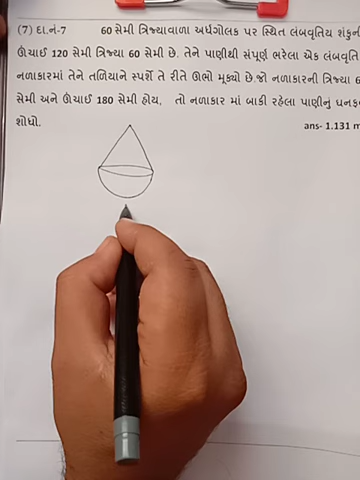 (7) દા.નં-7 60 સેમી ત્રિજ્યાવાળા અર્ધગોલક પર સ્થિત લંબવૃતિય
ઊંચાઈ 120 સેમી ત્રિજ્યા 60 સેમી છે. તેને પાણીથી સંપૂર્ણ ભરેલા એક લંબવૃતિ
નળાકારમાં તેને તળિયાને સ્પર્શે તે રીતે ઊભો મૂક્યો છે.જો નળાકારની ત્રિજ્યા 6
સેમી અને ઊંચાઈ 180 સેમી હોય, તો નળાકાર માં બાકી રહેલા પાણીનું
શોધો. ans- 1.131 m